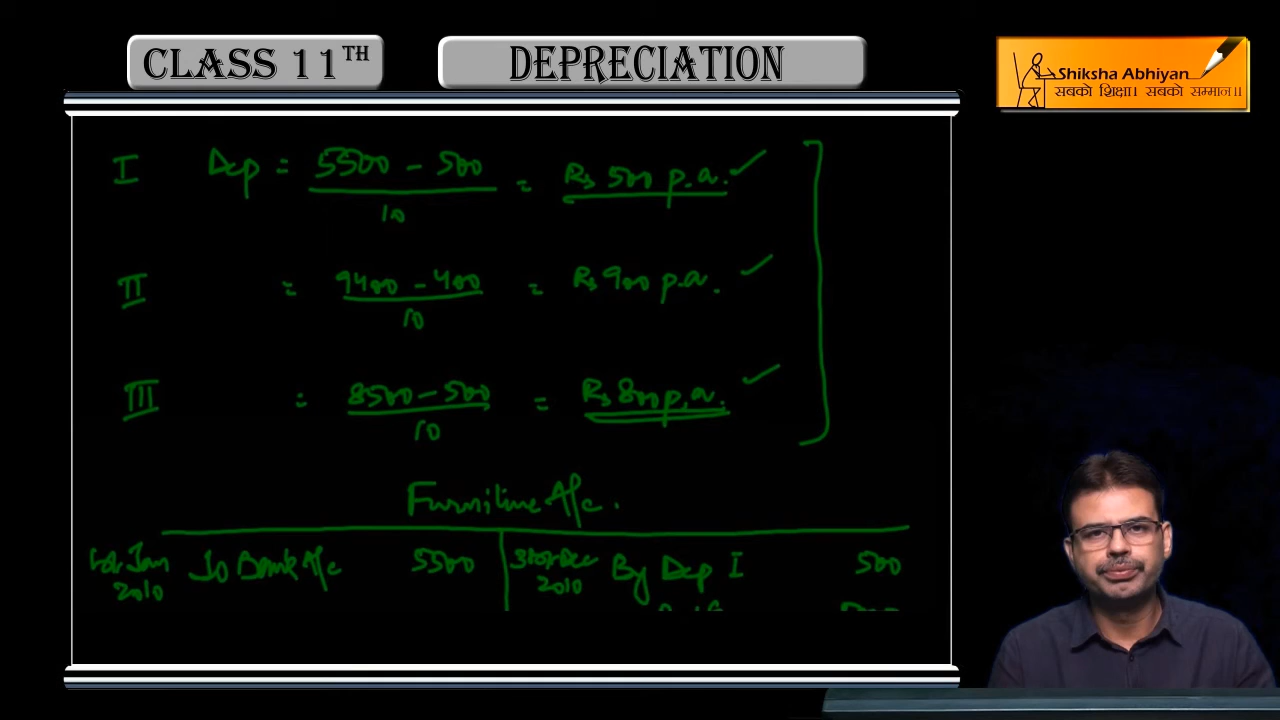 CLASS 11TH
DEPRECIATION
Shiksha Abhiyan
सबको शिक्षा। सबको सम्मान।।
I Dep = 5500 - 500 / 10 = Rs 500 p.a. ✓
II = 9400 - 400 / 10 = Rs 900 p.a. ✓
III = 8500 - 500 / 10 = Rs 800 p.a. ✓
Furniture A/c.
1st Jan 2010 To Bank A/c 5500 31st Dec 2010 By Dep I 500